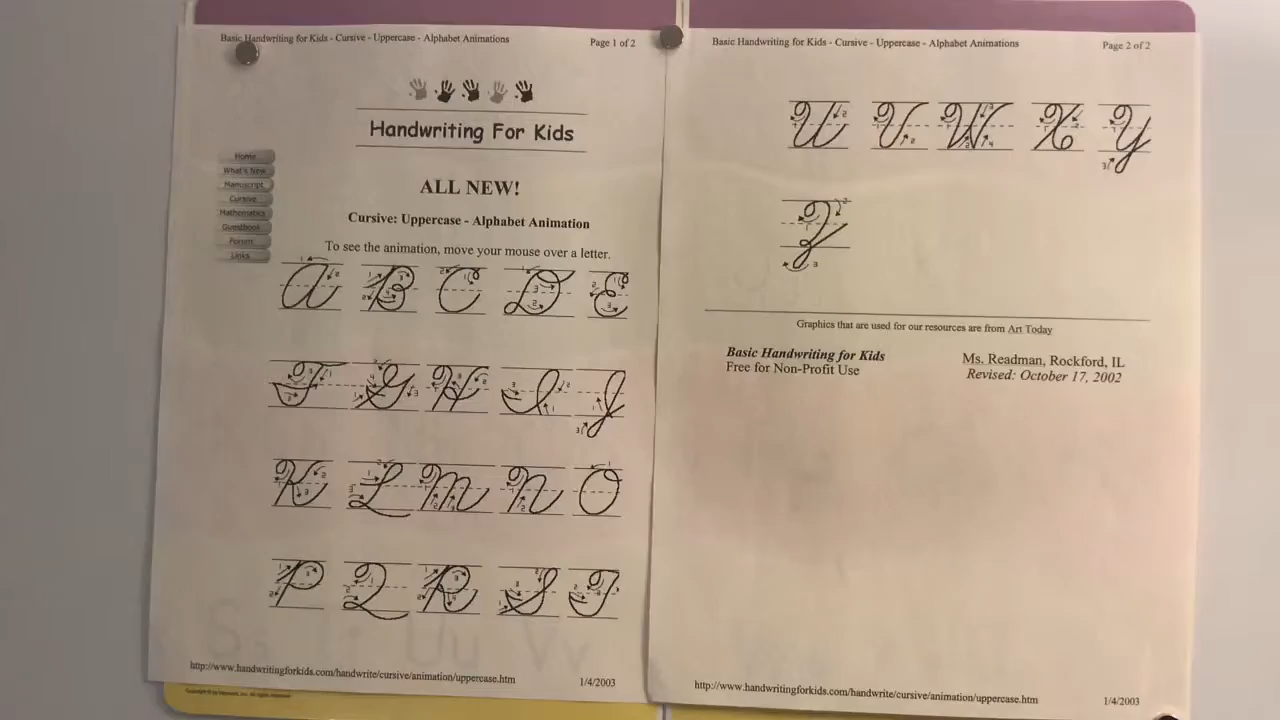 Basic Handwriting for Kids - Cursive - Uppercase - Alphabet Animations
Page 1 of 2
Handwriting For Kids
Home
What's New
Manuscript
Cursive
Mathematics
Guestbook
Forum
Links
ALL NEW!
Cursive: Uppercase - Alphabet Animation
To see the animation, move your mouse over a letter.
A B C D E
F G H I J
K L M N O
P Q R S T
http://www.handwritingforkids.com/handwrite/cursive/animation/uppercase.htm
1/4/2003
Basic Handwriting for Kids - Cursive - Uppercase - Alphabet Animations
Page 2 of 2
U V W X Y
Z
Graphics that are used for our resources are from Art Today
Basic Handwriting for Kids
Free for Non-Profit Use
Ms. Readman, Rockford, IL
Revised: October 17, 2002
http://www.handwritingforkids.com/handwrite/cursive/animation/uppercase.htm
1/4/2003